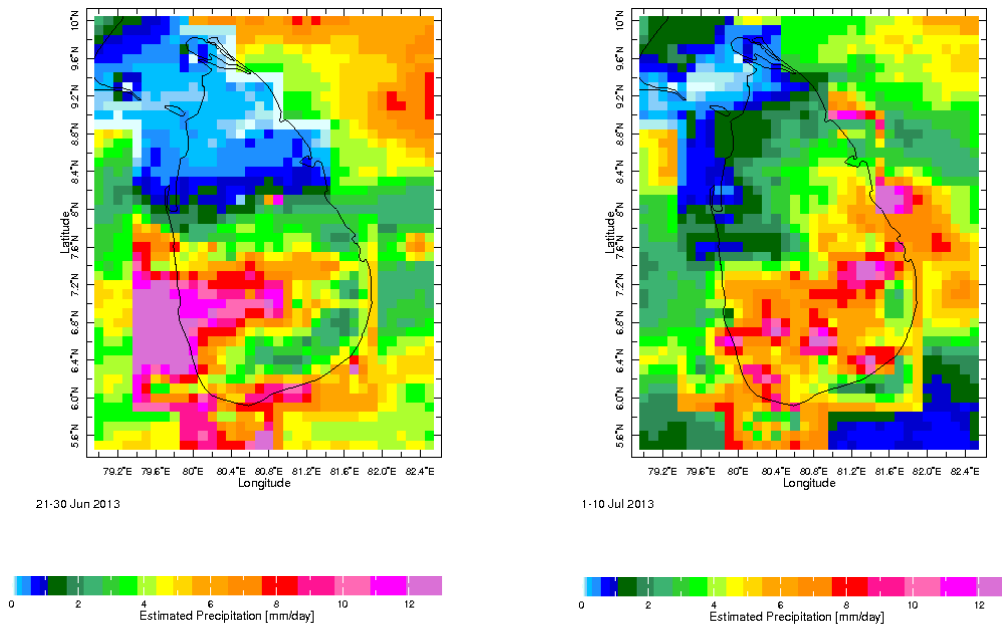 10˚N
9.6˚N
9.2˚N
8.8˚N
8.4˚N
8˚N
7.6˚N
7.2˚N
6.8˚N
6.4˚N
6.0˚N
5.6˚N
Latitude
79.2˚E 79.6˚E 80˚E 80.4˚E 80.8˚E 81.2˚E 81.6˚E 82.0˚E 82.4˚E
Longitude
21-30 Jun 2013
0 2 4 6 8 10 12
Estimated Precipitation [mm/day]
10˚N
9.6˚N
9.2˚N
8.8˚N
8.4˚N
8˚N
7.6˚N
7.2˚N
6.8˚N
6.4˚N
6.0˚N
5.6˚N
Latitude
79.2˚E 79.6˚E 80˚E 80.4˚E 80.8˚E 81.2˚E 81.6˚E 82.0˚E 82.4˚E
Longitude
1-10 Jul 2013
0 2 4 6 8 10 12
Estimated Precipitation [mm/day]